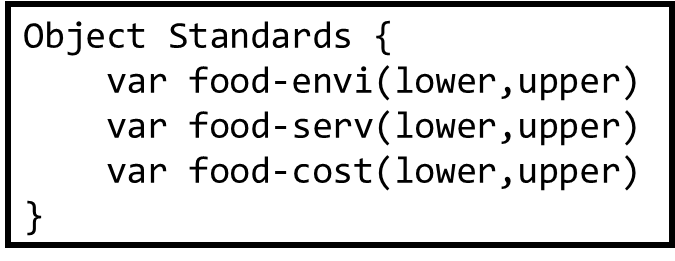 Object Standards {
    var food-envi(lower,upper)
    var food-serv(lower,upper)
    var food-cost(lower,upper)
}